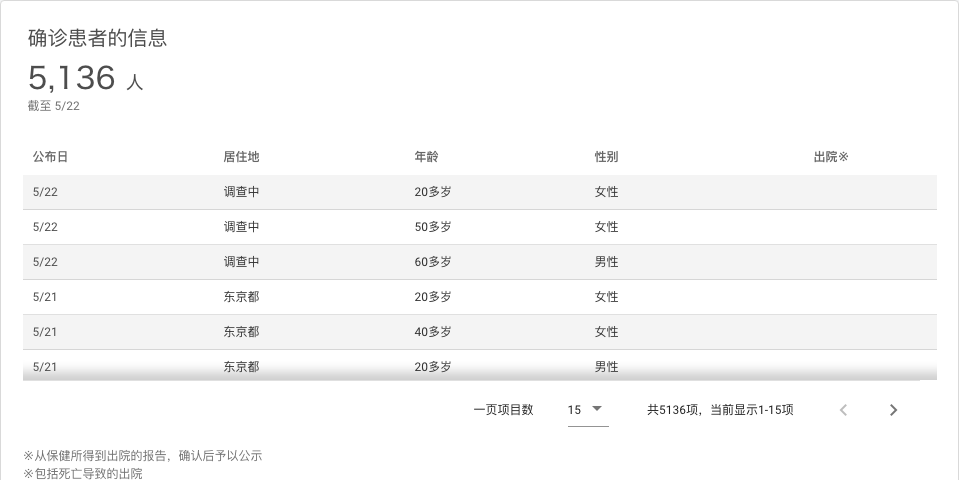 确诊患者的信息
5,136 人
截至 5/22
公布日 居住地 年龄 性别 出院※
5/22 调查中 20多岁 女性
5/22 调查中 50多岁 女性
5/22 调查中 60多岁 男性
5/21 东京都 20多岁 女性
5/21 东京都 40多岁 女性
5/21 东京都 20多岁 男性
一页项目数 15 共5136项，当前显示1-15项
※从保健所得到出院的报告，确认后予以公示
※包括死亡导致的出院